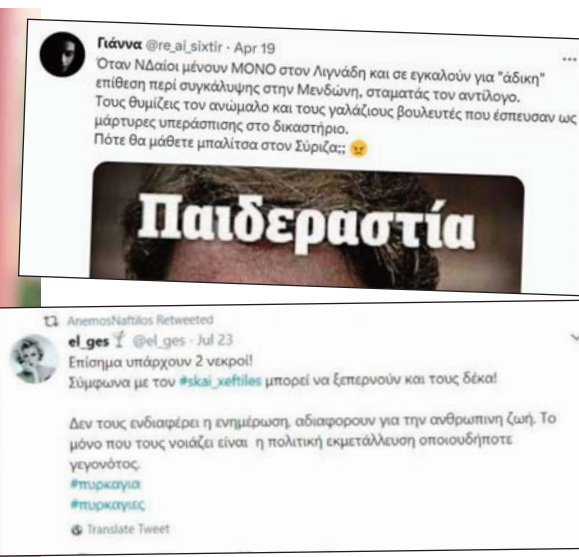 Γιάννα @re_ai_sixtir · Apr 19
Όταν ΝΔαίοι μένουν ΜΟΝΟ στον Λιγνάδη και σε εγκαλούν για "άδικη"
επίθεση περί συγκάλυψης στην Μενδώνη, σταματάς τον αντίλογο.
Τους θυμίζεις τον ανώμαλο και τους γαλάζιους βουλευτές που έσπευσαν ως
μάρτυρες υπεράσπισης στο δικαστήριο.
Πότε θα μάθετε μπαλίτσα στον Σύριζα;; 😠
Παιδεραστία
AnemosNaftilos Retweeted
el_ges @el_ges · Jul 23
Επίσημα υπάρχουν 2 νεκροί!
Σύμφωνα με τον #skai_xeftiles μπορεί να ξεπερνούν και τους δέκα!
Δεν τους ενδιαφέρει η ενημέρωση, αδιαφορουν για την ανθρωπινη ζωή. Το
μόνο που τους νοιάζει είναι η πολιτική εκμετάλλευση οποιουδήποτε
γεγονότος.
#πυρκαγια
#πυρκαγιες
Translate Tweet